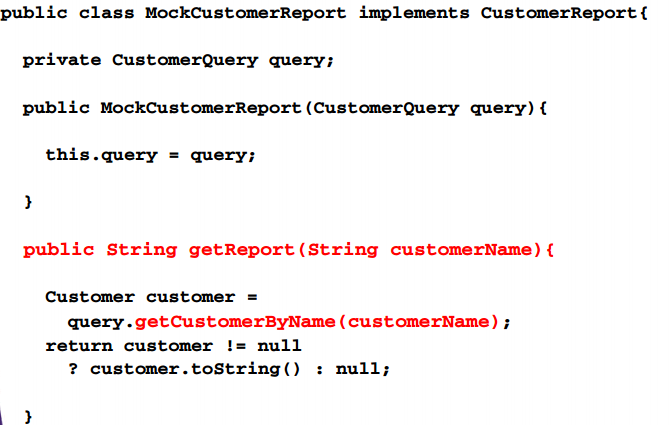 public class MockCustomerReport implements CustomerReport{
private CustomerQuery query;
public MockCustomerReport(CustomerQuery query){
this.query = query;
}
public String getReport(String customerName){
Customer customer =
query.getCustomerByName(customerName);
return customer != null
? customer.toString() : null;
}